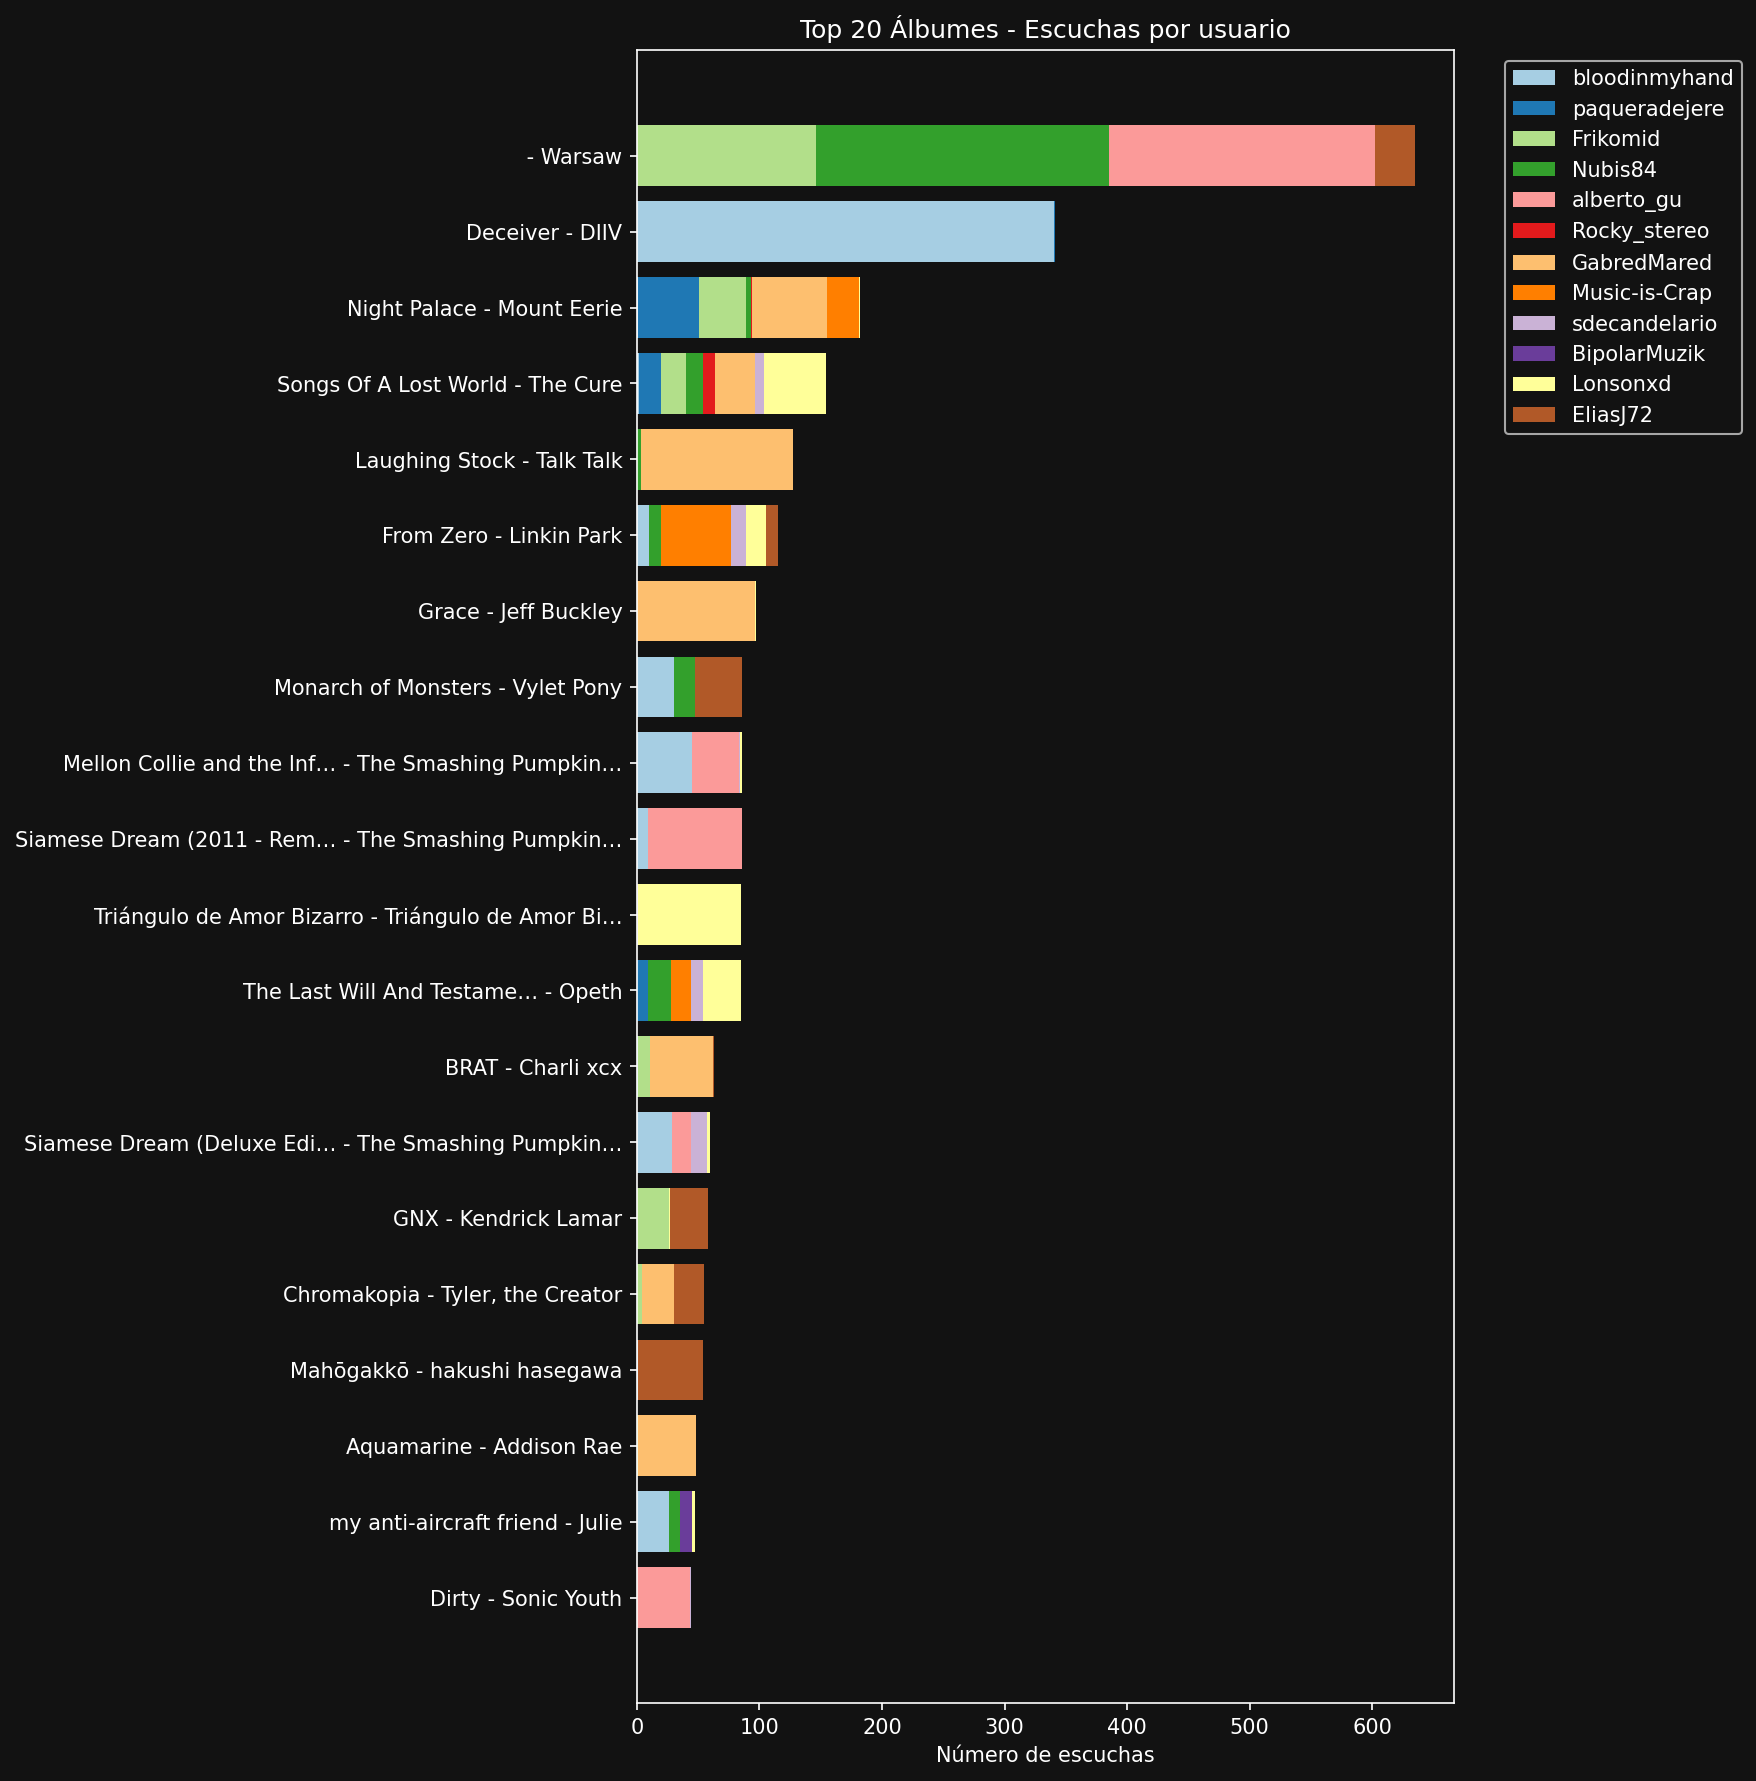 Top 20 Álbumes - Escuchas por usuario
- Warsaw
Deceiver - DIIV
Night Palace - Mount Eerie
Songs Of A Lost World - The Cure
Laughing Stock - Talk Talk
From Zero - Linkin Park
Grace - Jeff Buckley
Monarch of Monsters - Vylet Pony
Mellon Collie and the Inf... - The Smashing Pumpkin...
Siamese Dream (2011 - Rem... - The Smashing Pumpkin...
Triángulo de Amor Bizarro - Triángulo de Amor Bi...
The Last Will And Testame... - Opeth
BRAT - Charli xcx
Siamese Dream (Deluxe Edi... - The Smashing Pumpkin...
GNX - Kendrick Lamar
Chromakopia - Tyler, the Creator
Mahōgakkō - hakushi hasegawa
Aquamarine - Addison Rae
my anti-aircraft friend - Julie
Dirty - Sonic Youth
0 100 200 300 400 500 600
Número de escuchas
bloodinmyhand
paqueradejere
Frikomid
Nubis84
alberto_gu
Rocky_stereo
GabredMared
Music-is-Crap
sdecandelario
BipolarMuzik
Lonsonxd
EliasJ72